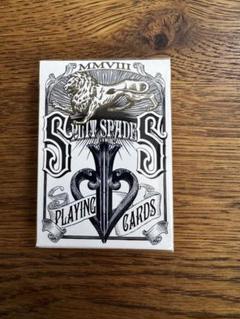 MMVIII
SPLIT SPADES
PLAYING CARDS